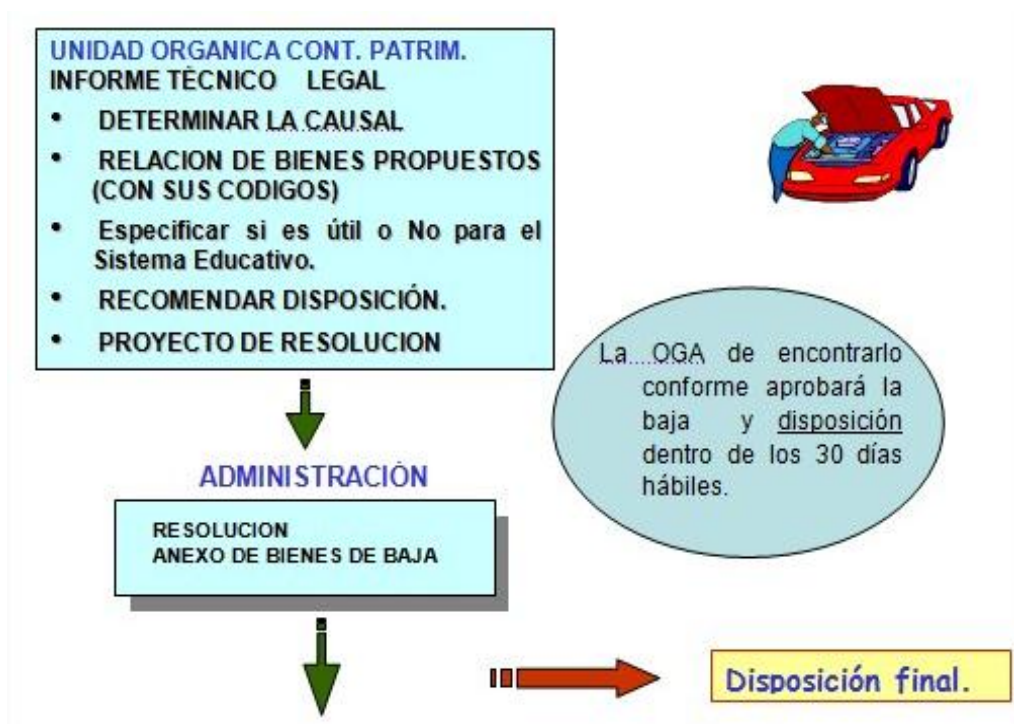 UNIDAD ORGANICA CONT. PATRIM.
INFORME TÈCNICO LEGAL
• DETERMINAR LA CAUSAL
• RELACION DE BIENES PROPUESTOS
(CON SUS CODIGOS)
• Especificar si es útil o No para el
Sistema Educativo.
• RECOMENDAR DISPOSICIÓN.
• PROYECTO DE RESOLUCION
La OGA de encontrarlo
conforme aprobará la
baja y disposición
dentro de los 30 días
hábiles.
ADMINISTRACIÓN
RESOLUCION
ANEXO DE BIENES DE BAJA
Disposición final.